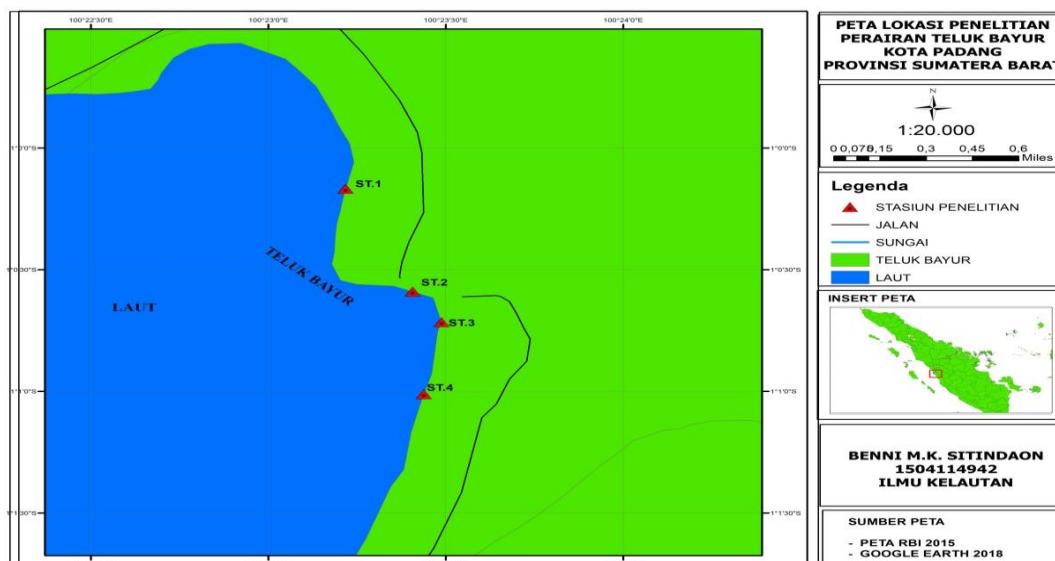 100°22'30"E 100°23'0"E 100°23'30"E 100°24'0"E
1°0'0"S 1°0'0"S
ST.1
TELUK BAYUR
1°0'30"S 1°0'30"S
ST.2
LAUT
ST.3
ST.4
1°1'0"S 1°1'0"S
1°1'30"S 1°1'30"S
PETA LOKASI PENELITIAN
PERAIRAN TELUK BAYUR
KOTA PADANG
PROVINSI SUMATERA BARAT
N
1:20.000
0 0,075 0,15 0,3 0,45 0,6
Miles
Legenda
STASIUN PENELITIAN
JALAN
SUNGAI
TELUK BAYUR
LAUT
INSERT PETA
BENNI M.K. SITINDAON
1504114942
ILMU KELAUTAN
SUMBER PETA
- PETA RBI 2015
- GOOGLE EARTH 2018